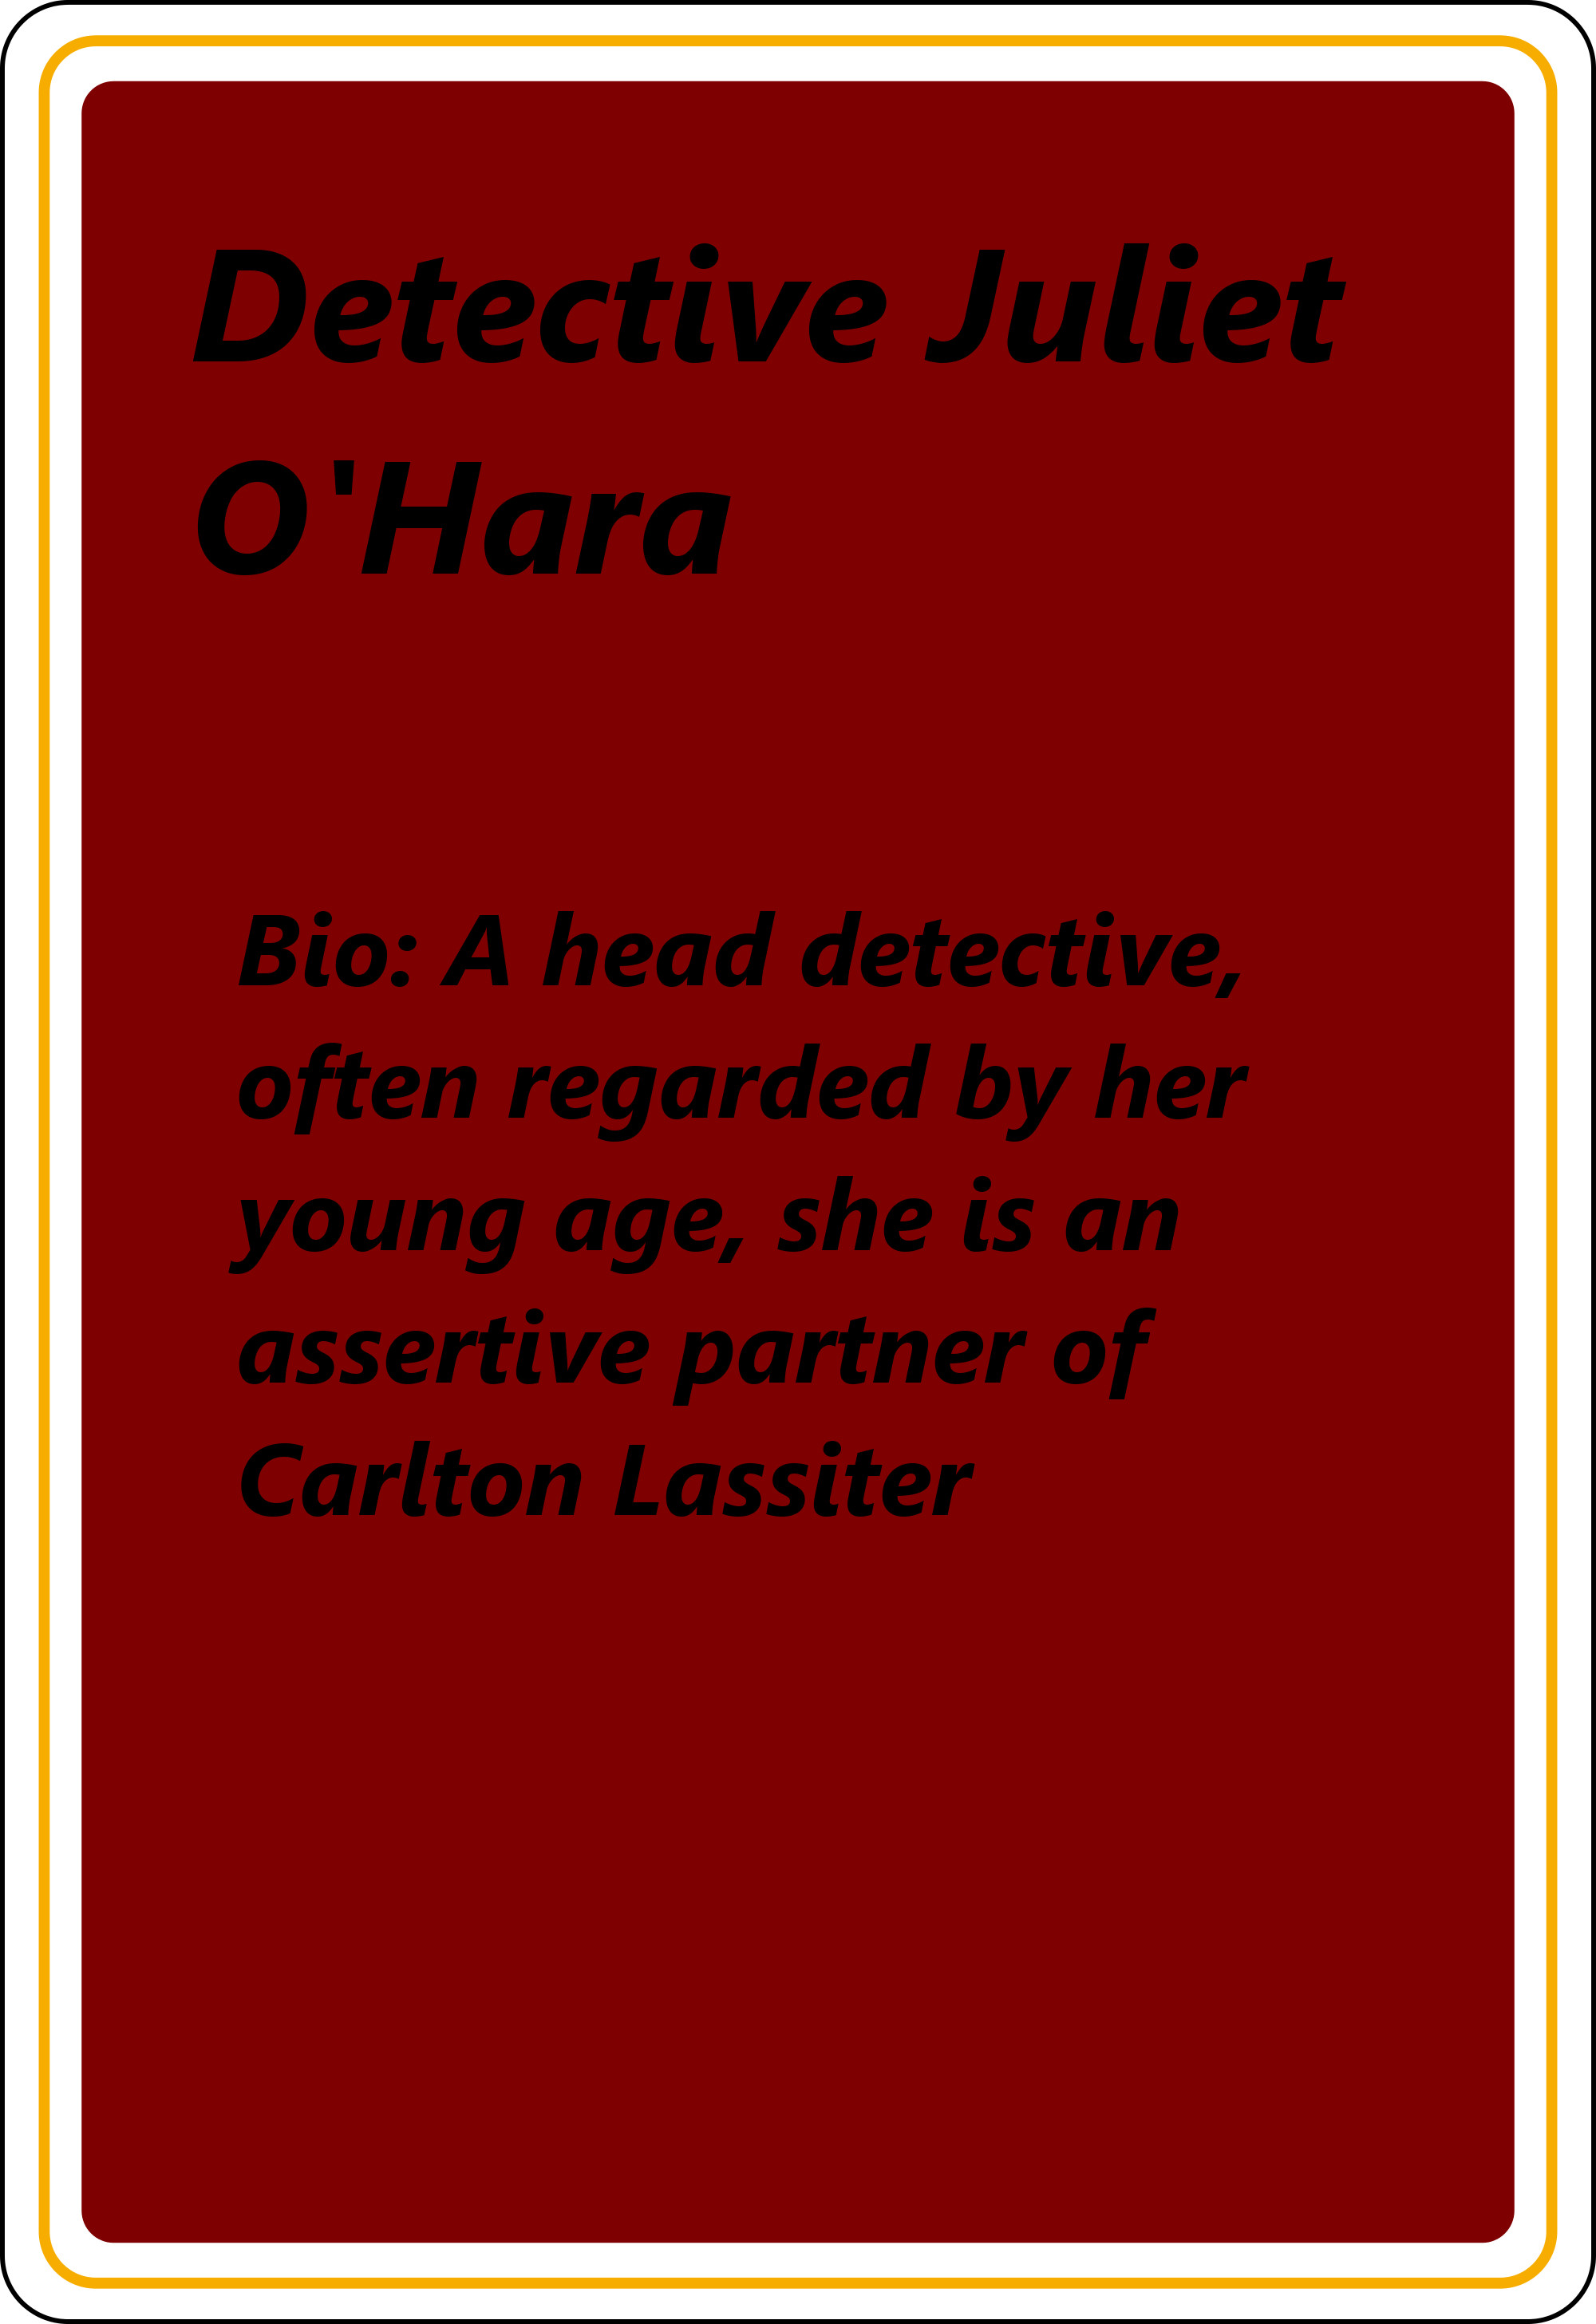 Detective Juliet
O'Hara
Bio: A head detective,
often regarded by her
young age, she is an
assertive partner of
Carlton Lassiter